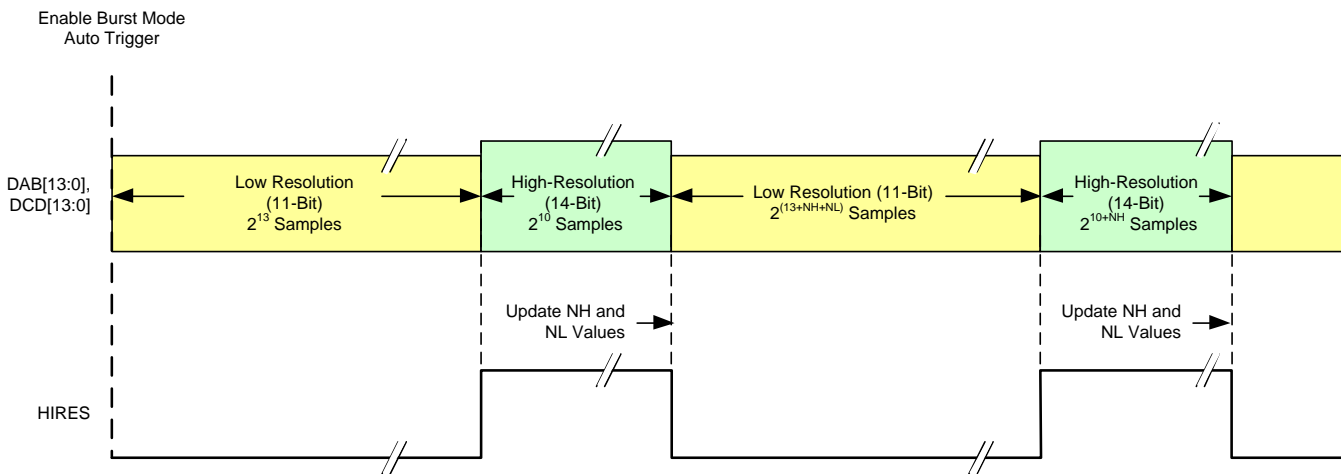 Enable Burst Mode
Auto Trigger
DAB[13:0],
DCD[13:0]
Low Resolution
(11-Bit)
2^13 Samples
High-Resolution
(14-Bit)
2^10 Samples
Low Resolution (11-Bit)
2^(13+NH+NL) Samples
High-Resolution
(14-Bit)
2^10+NH Samples
Update NH and
NL Values
Update NH and
NL Values
HIRES